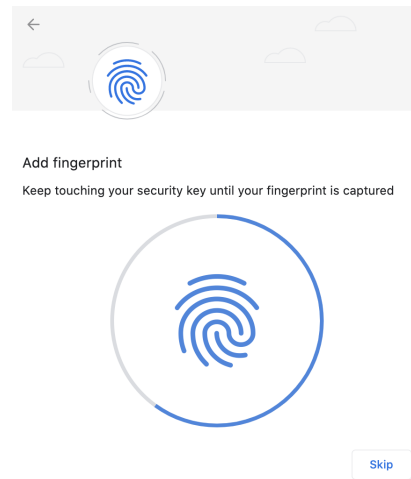 Add fingerprint
Keep touching your security key until your fingerprint is captured
Skip